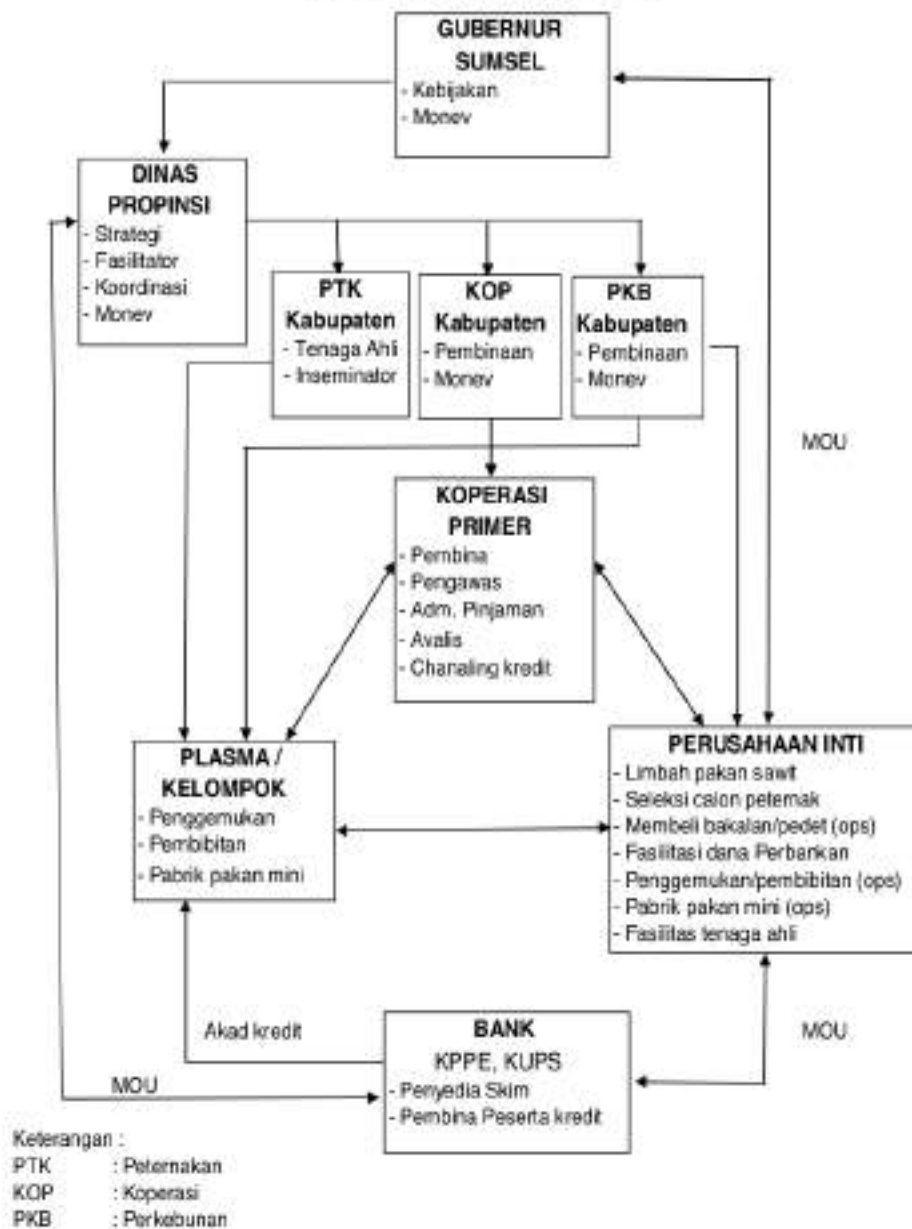 GUBERNUR
SUMSEL
- Kebijakan
- Monev
DINAS
PROPINSI
- Strategi
- Fasilitator
- Koordinasi
- Monev
PTK
Kabupaten
- Tenaga Ahli
- Inseminator
KOP
Kabupaten
- Pembinaan
- Monev
PKB
Kabupaten
- Pembinaan
- Monev
MOU
KOPERASI
PRIMER
- Pembina
- Pengawas
- Adm. Pinjaman
- Avalis
- Chanaling kredit
PLASMA /
KELOMPOK
- Penggemukan
- Pembibitan
- Pabrik pakan mini
PERUSAHAAN INTI
- Limbah pakan sawit
- Seleksi calon peternak
- Membeli bakalan/pedet (ops)
- Fasilitasi dana Perbankan
- Penggemukan/pembibitan (ops)
- Pabrik pakan mini (ops)
- Fasilitas tenaga ahli
Akad kredit
BANK
KPPE, KUPS
- Penyedia Skim
- Pembina Peserta kredit
MOU
MOU
Keterangan :
PTK : Peternakan
KOP : Koperasi
PKB : Perkebunan